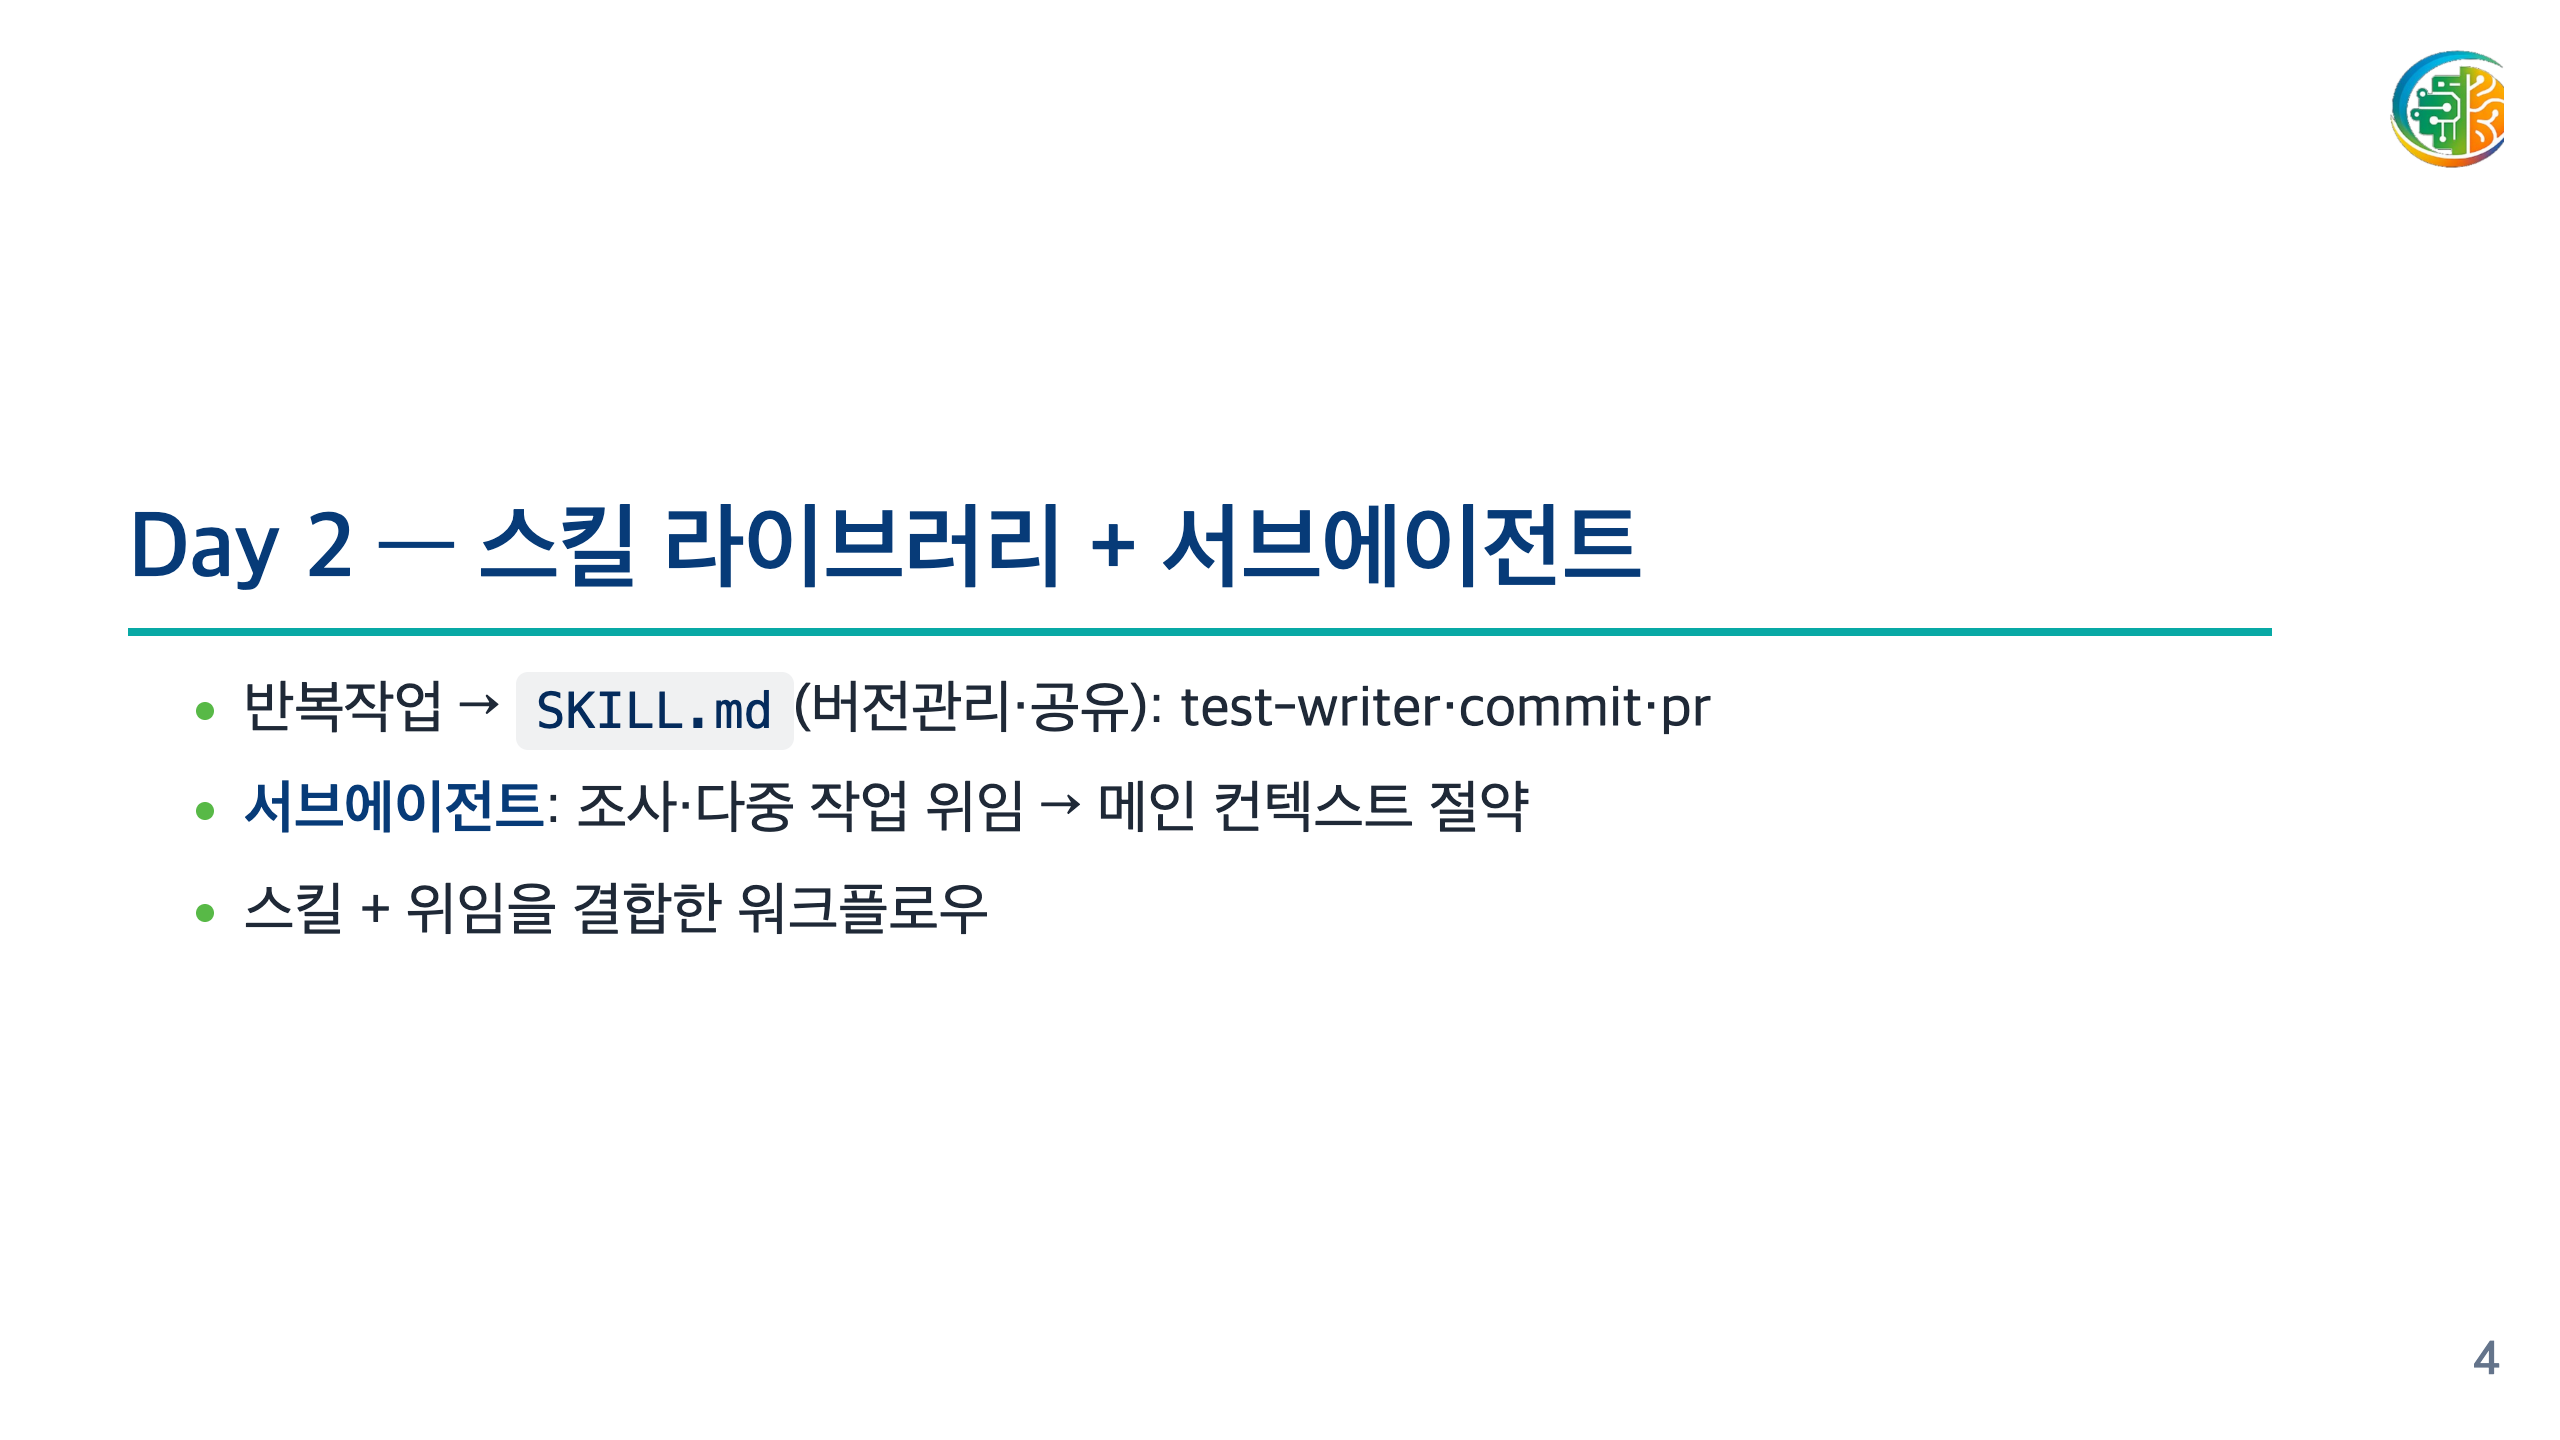 Day 2 — 스킬 라이브러리 + 서브에이전트
반복작업 → SKILL.md(버전관리·공유): test-writer·commit·pr
서브에이전트: 조사·다중 작업 위임 → 메인 컨텍스트 절약
스킬 + 위임을 결합한 워크플로우
4